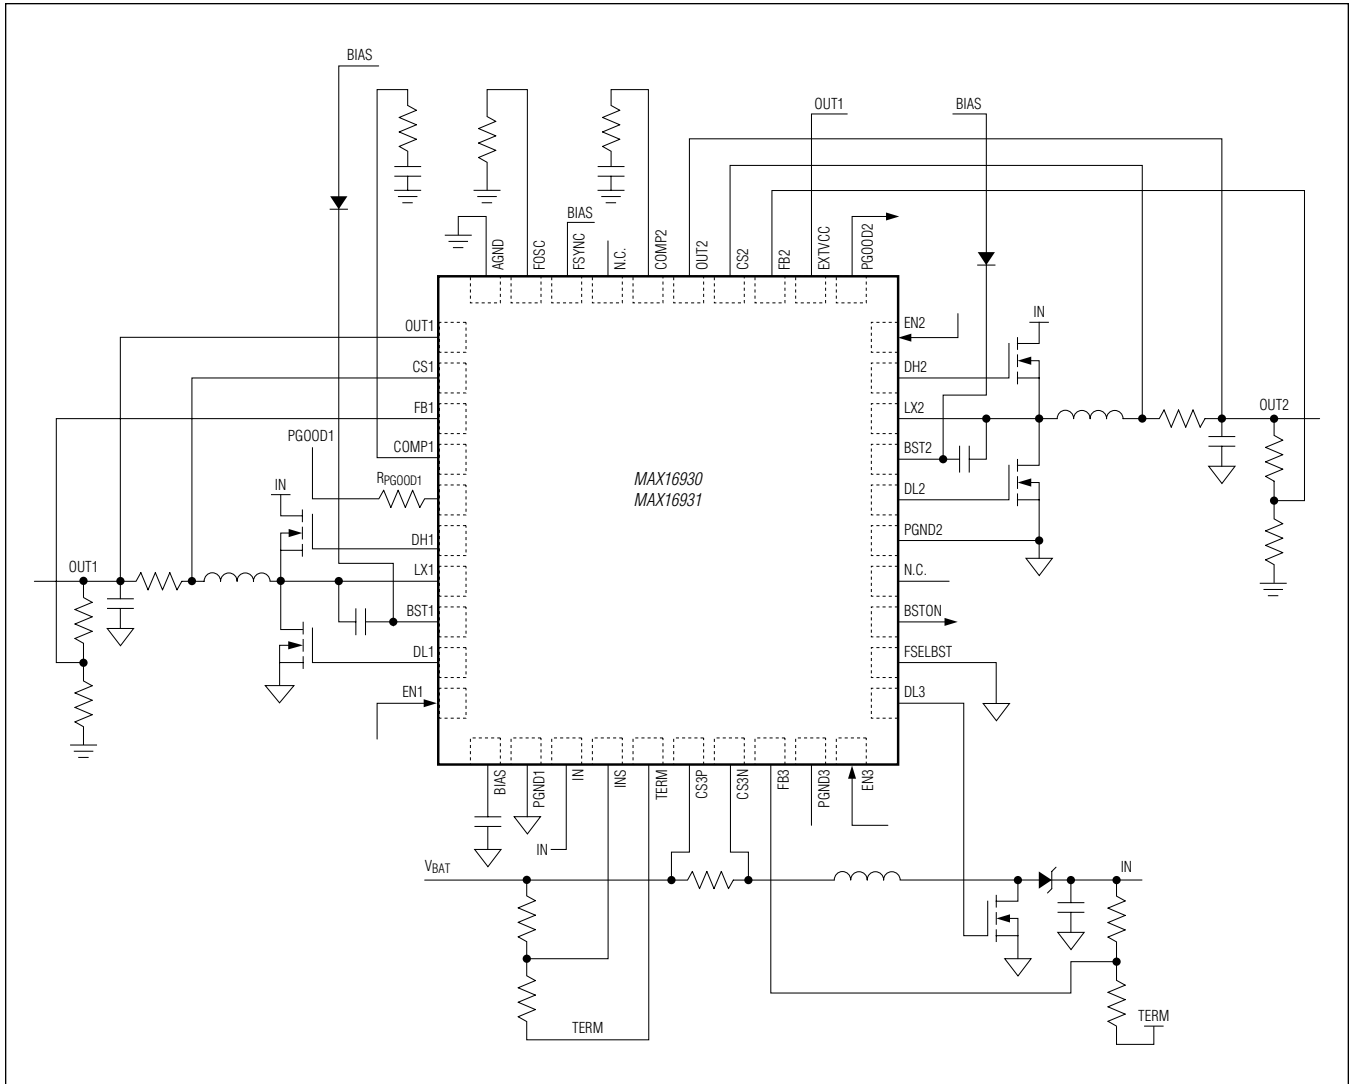 BIAS
OUT1
BIAS
BIAS
AGND
FOSC
FSYNC
N.C.
COMP2
OUT2
CS2
FB2
EXTVCC
PGOOD2
OUT1
CS1
FB1
COMP1
PGOOD1
RPGOOD1
IN
DH1
OUT1
LX1
BST1
DL1
EN1
MAX16930
MAX16931
EN2
IN
DH2
LX2
OUT2
BST2
DL2
PGND2
N.C.
BSTON
FSELBST
DL3
BIAS
PGND1
IN
INS
TERM
CS3P
CS3N
FB3
PGND3
EN3
IN
VBAT
IN
TERM
TERM